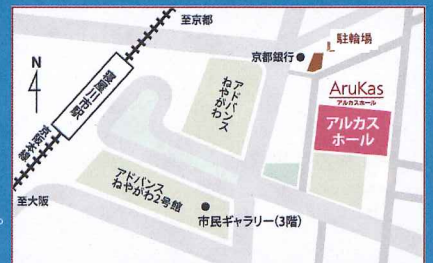 至京都
N
寝屋川市駅
京阪本線
至大阪
アドバンス
ねやがわ
京都銀行
駐輪場
AruKas
アルカスホール
アルカス
ホール
アドバンス
ねやがわ2号館
市民ギャラリー(3階)